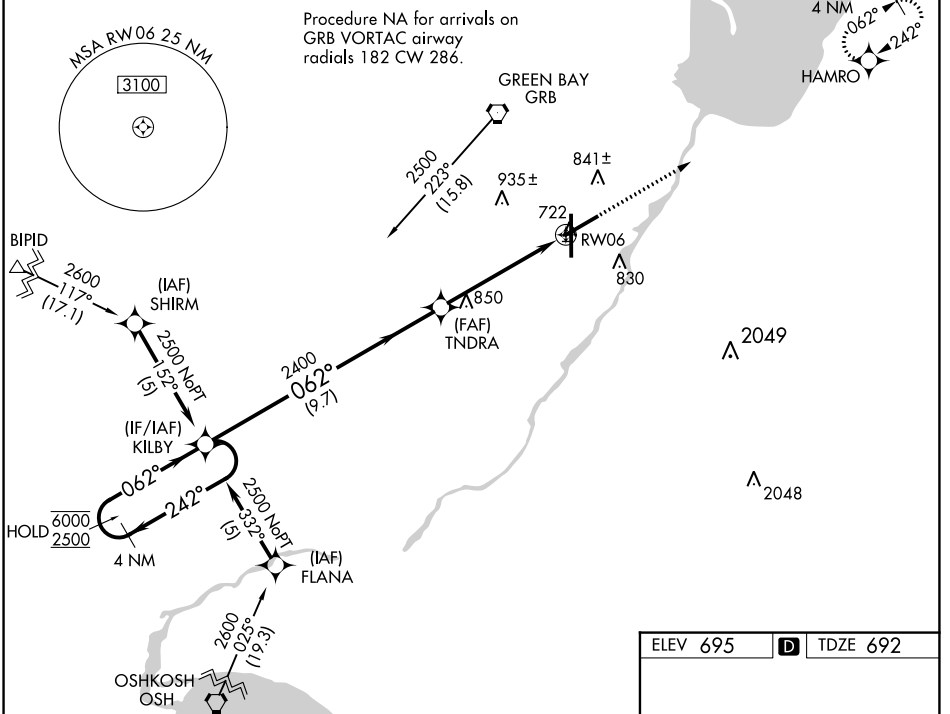 MSA RW 06 25 NM
3100
Procedure NA for arrivals on
GRB VORTAC airway
radials 182 CW 286.
4 NM
062°
242°
HAMRO
GREEN BAY
GRB
2500
223°
(15.8)
935±
841±
722
RW06
830
BIPID
2600
117°
(17.1)
(IAF)
SHIRM
2500 NoPT
152°
(5)
850
(FAF)
TNDRA
2400
062°
(9.7)
2049
(IF/IAF)
KILBY
062°
242°
HOLD
6000
2500
4 NM
2500 NoPT
332°
(5)
(IAF)
FLANA
2048
2600
025°
(19.3)
OSHKOSH
OSH
ELEV 695
D
TDZE 692